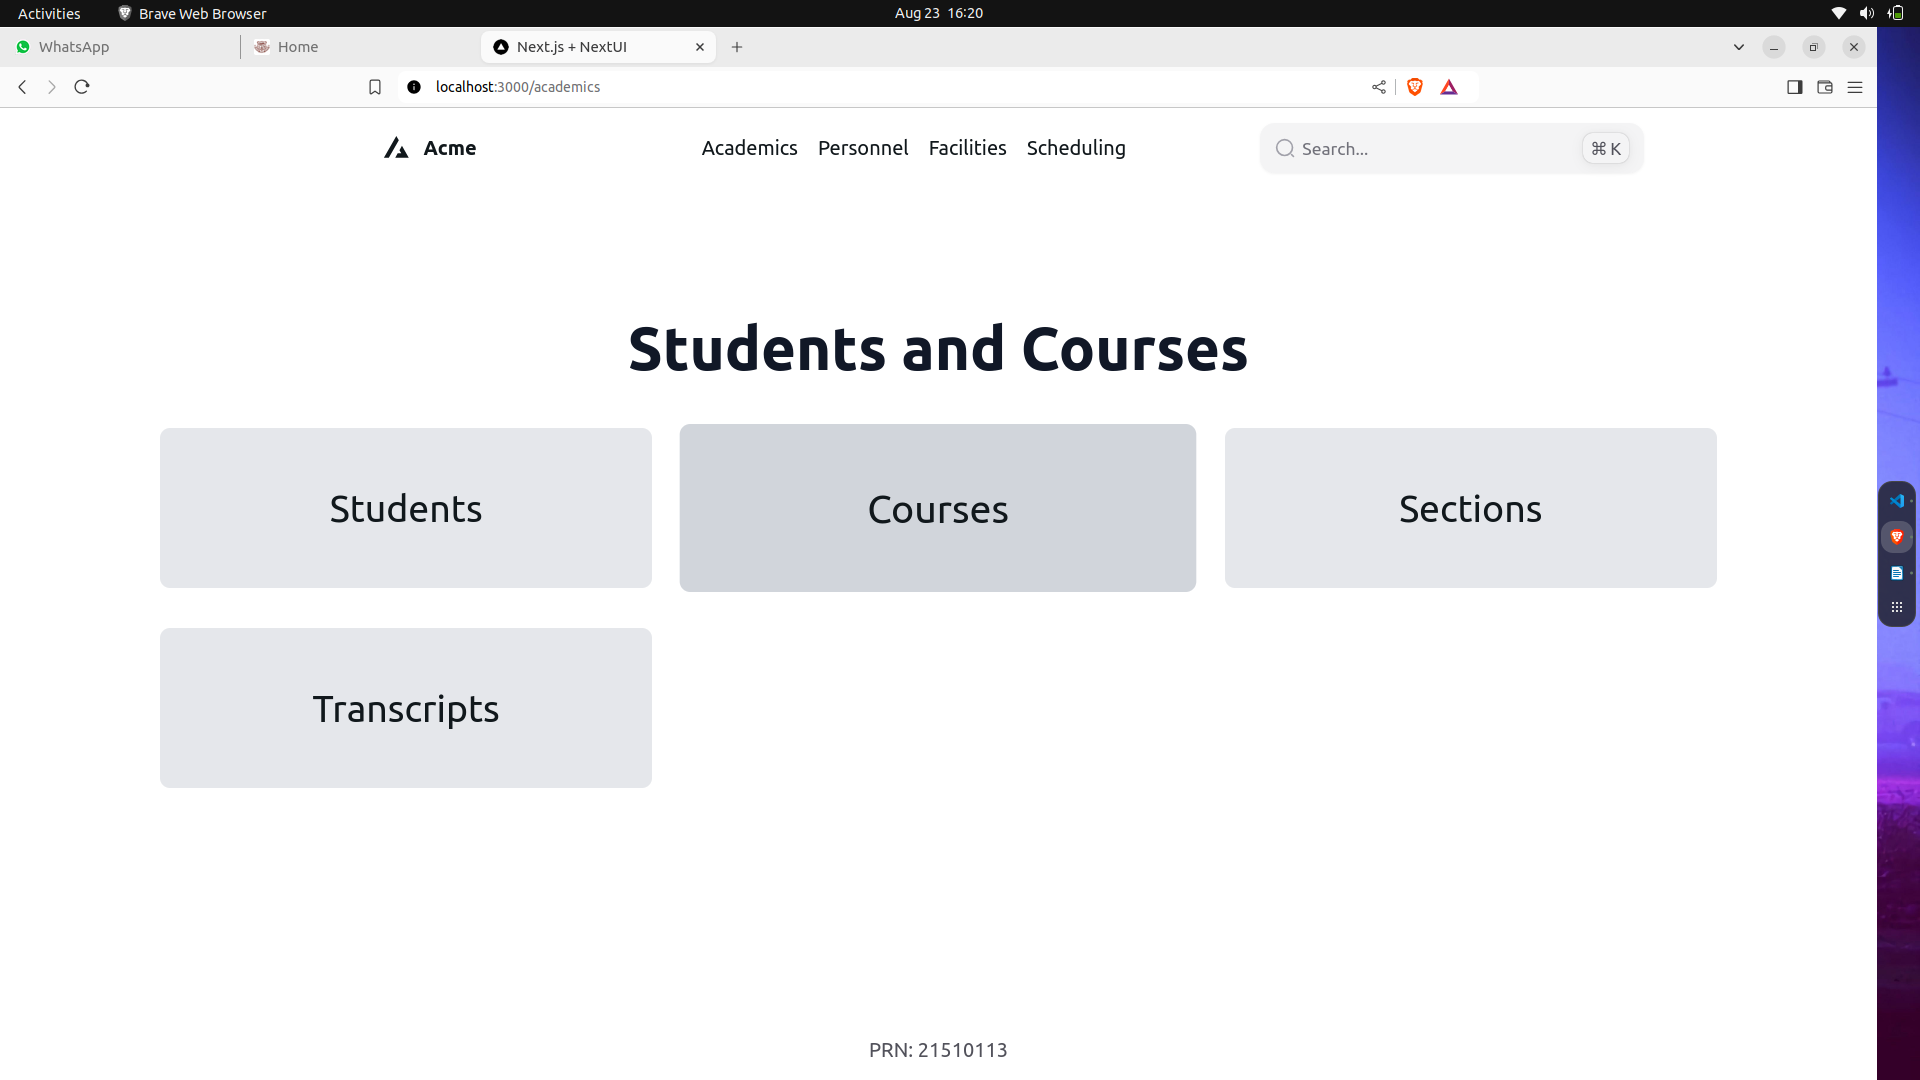 Activities Brave Web Browser Aug 23 16:20
WhatsApp Home Next.js + NextUI
localhost:3000/academics
Acme Academics Personnel Facilities Scheduling Search... ⌘ K
Students and Courses
Students Courses Sections
Transcripts
PRN: 21510113